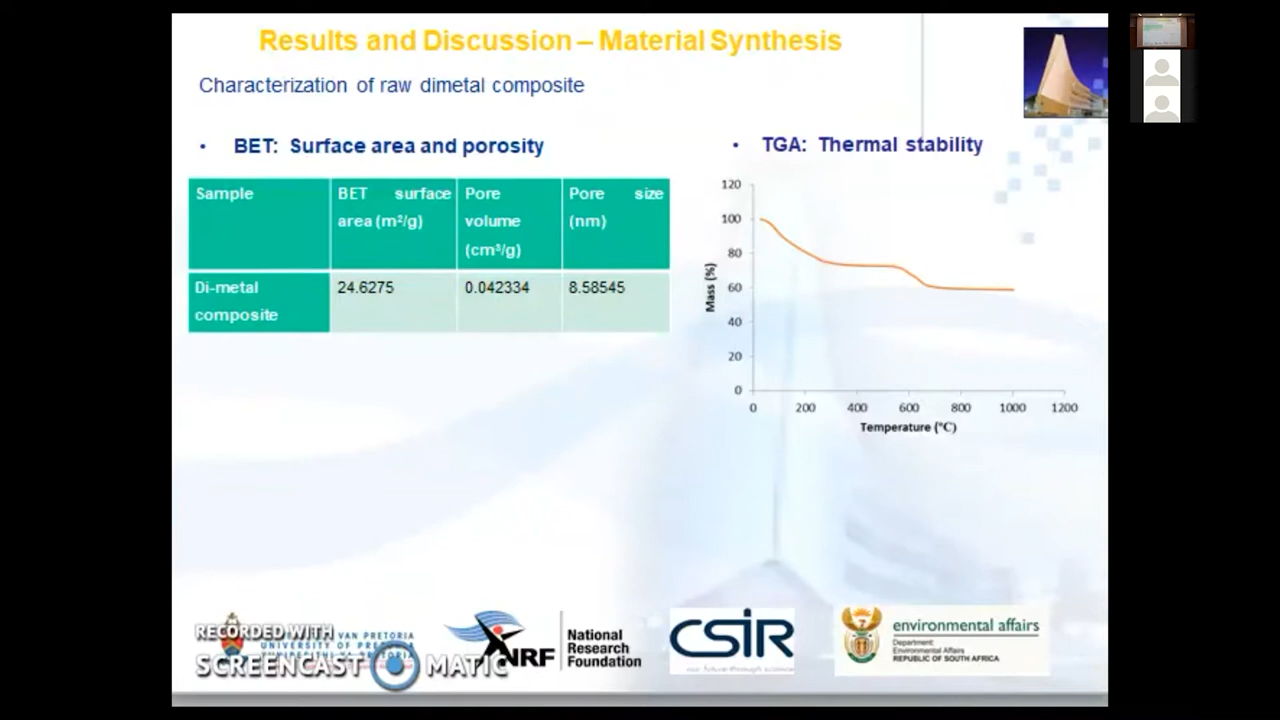 Results and Discussion – Material Synthesis
Characterization of raw dimetal composite
• BET: Surface area and porosity
Sample
BET surface
area (m²/g)
Pore
volume
(cm³/g)
Pore size
(nm)
Di-metal
composite
24.6275
0.042334
8.58545
• TGA: Thermal stability
120
100
80
60
40
20
0
Mass (%)
0 200 400 600 800 1000 1200
Temperature (°C)
RECORDED WITH
SCREENCAST MATIC
VAN PRETORIA
UNIVERSITY OF
NRF
National
Research
Foundation
CSIR
our future through science
environmental affairs
Department:
Environmental Affairs
REPUBLIC OF SOUTH AFRICA